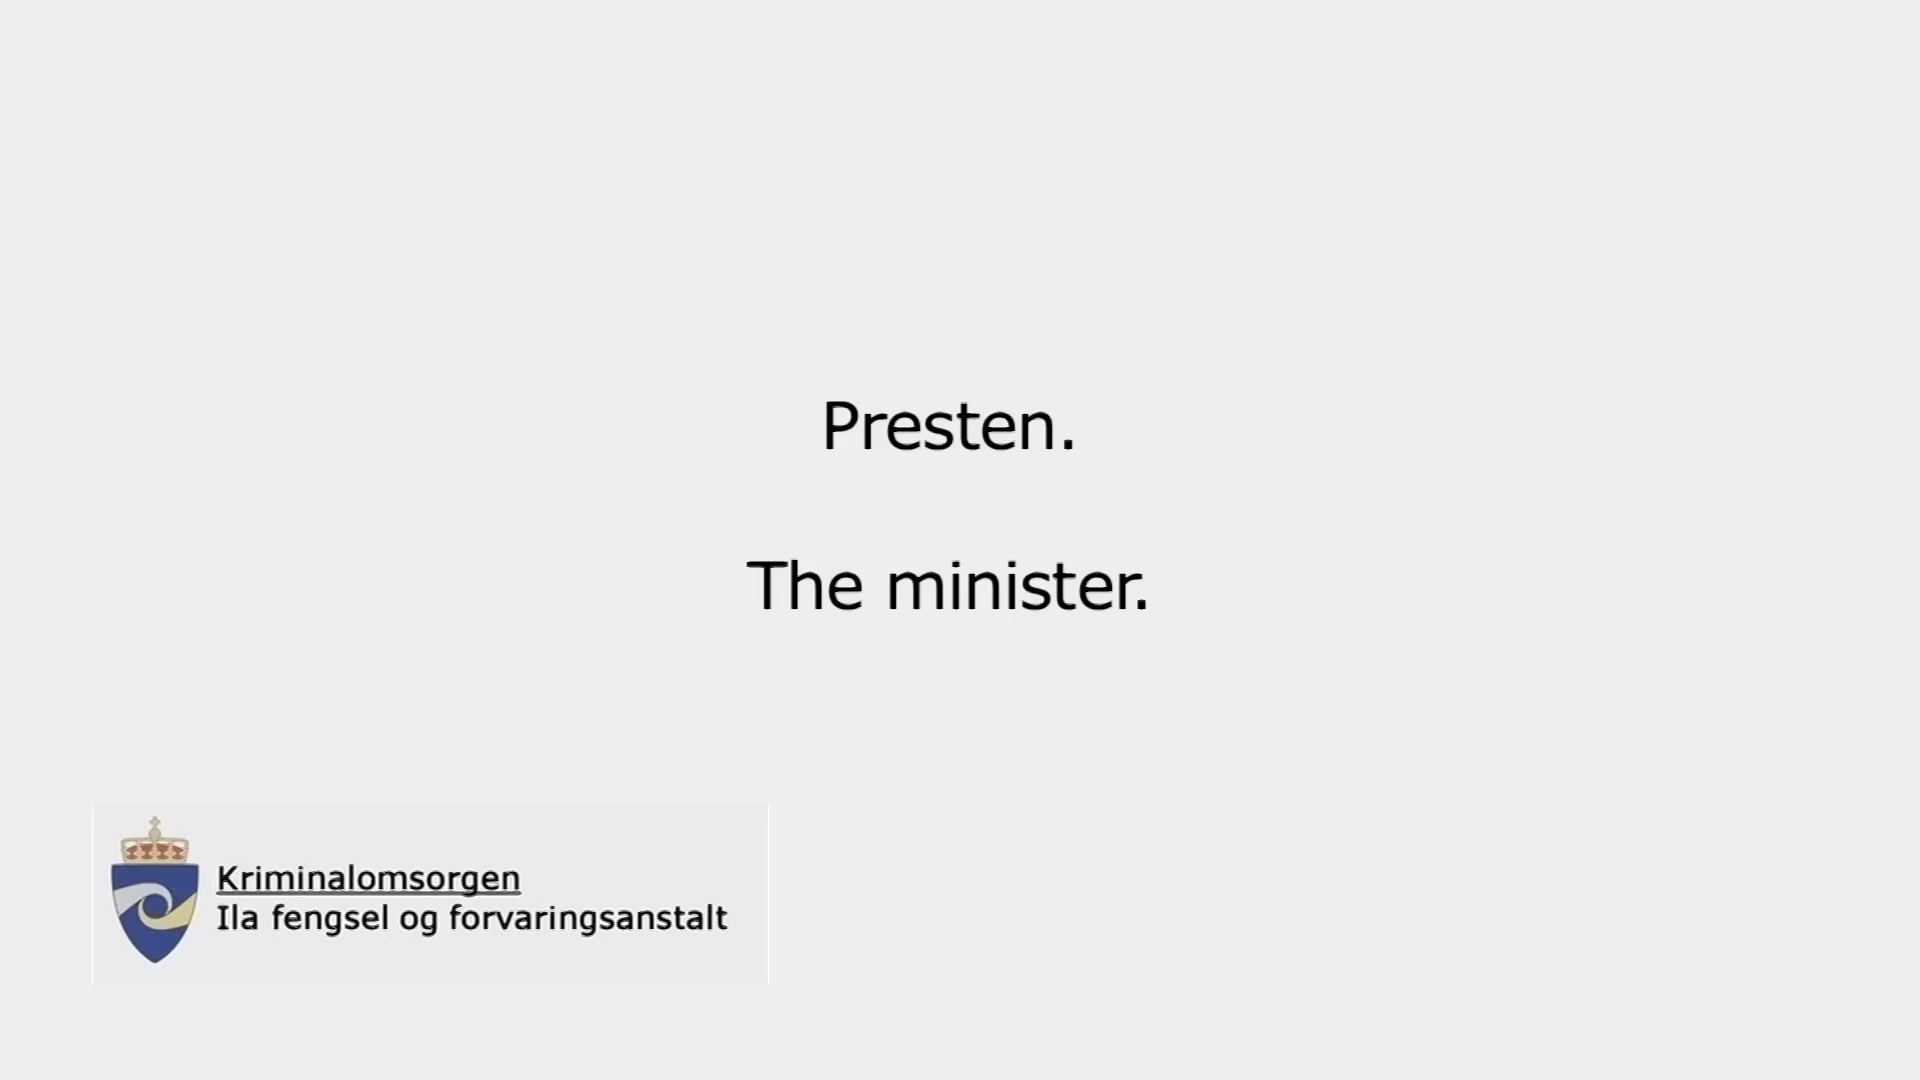 Presten.
The minister.
Kriminalomsorgen
Ila fengsel og forvaringsanstalt